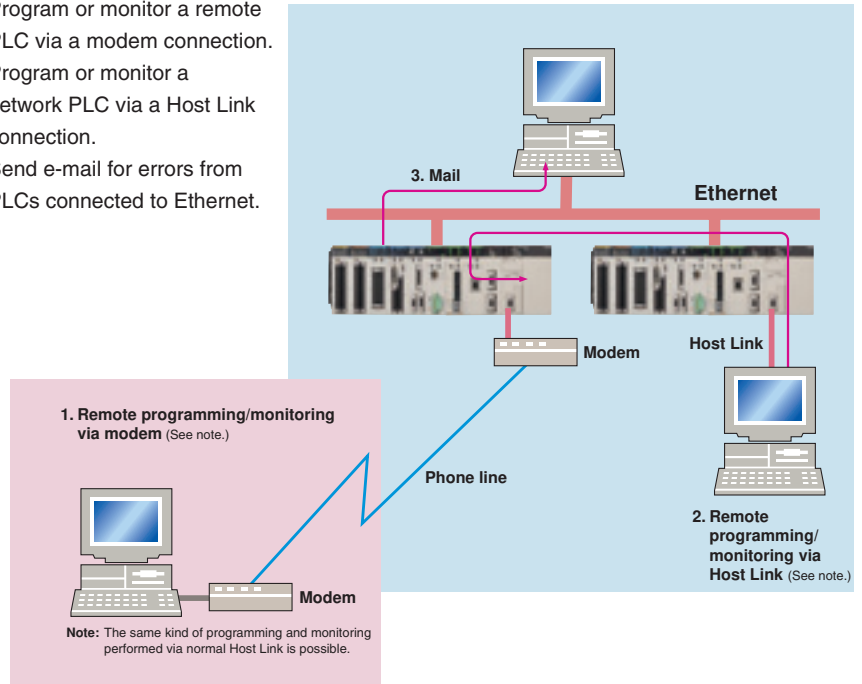 Program or monitor a remote
PLC via a modem connection.
Program or monitor a
network PLC via a Host Link
connection.
Send e-mail for errors from
PLCs connected to Ethernet.
3. Mail
Ethernet
Modem
Host Link
1. Remote programming/monitoring
via modem (See note.)
Phone line
2. Remote
programming/
monitoring via
Host Link (See note.)
Modem
Note: The same kind of programming and monitoring
performed via normal Host Link is possible.